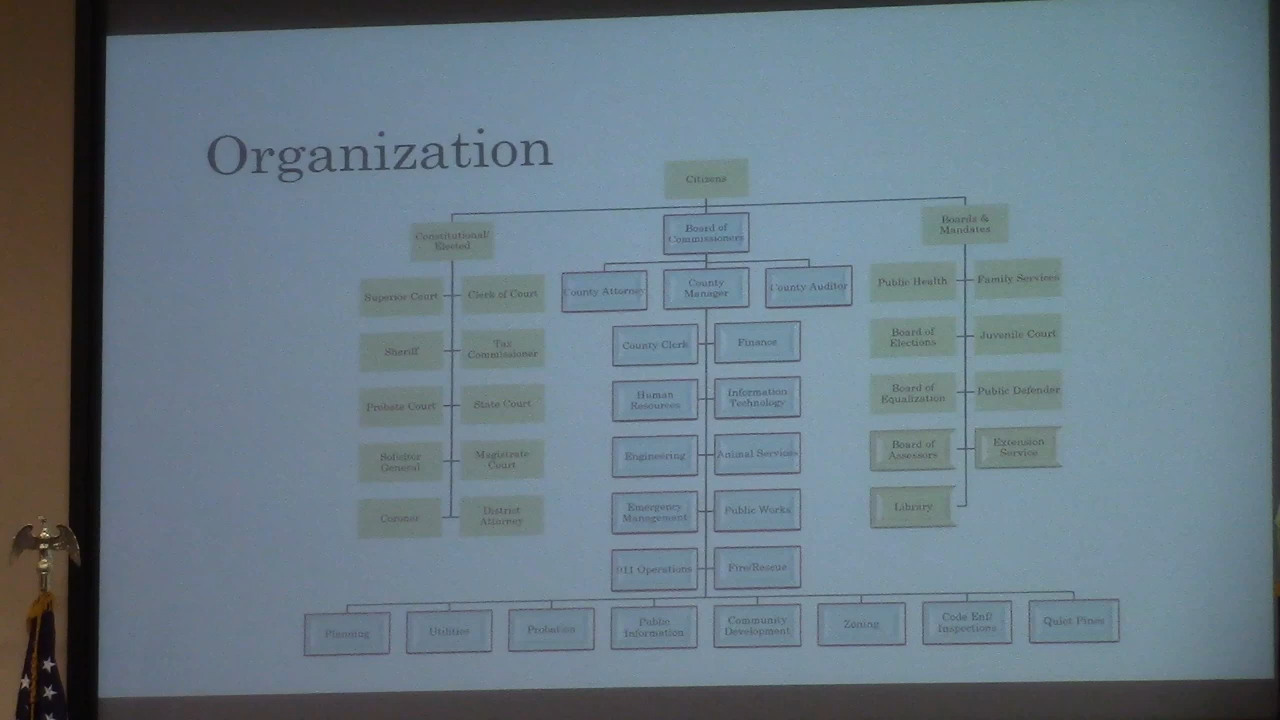 Organization
Citizens
Constitutional/
Elected
Board of
Commissioners
Boards &
Mandates
Superior Court
Clerk of Court
Sheriff
Tax
Commissioner
Probate Court
State Court
Solicitor
General
Magistrate
Court
Coroner
District
Attorney
County Attorney
County
Manager
County Auditor
County Clerk
Finance
Human
Resources
Information
Technology
Engineering
Animal Services
Emergency
Management
Public Works
911 Operations
Fire/Rescue
Public Health
Family Services
Board of
Elections
Juvenile Court
Board of
Equalization
Public Defender
Board of
Assessors
Extension
Service
Library
Planning
Utilities
Probation
Public
Information
Community
Development
Zoning
Code Enf/
Inspections
Quiet Pines